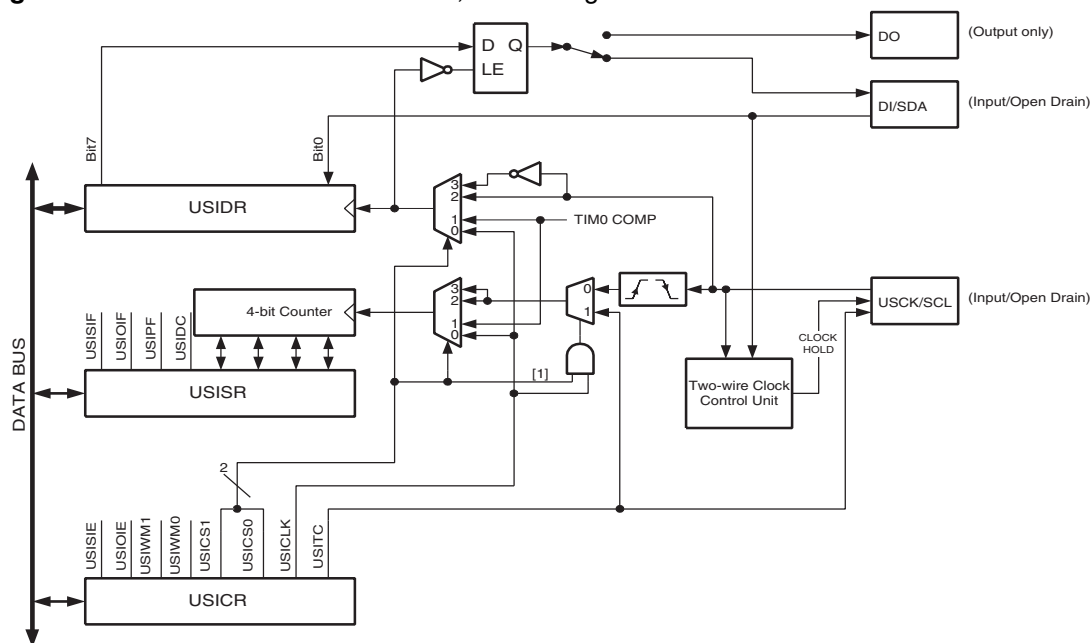 D Q
LE
DO
(Output only)
DI/SDA
(Input/Open Drain)
Bit7
Bit0
USIDR
3
2
1
0
TIM0 COMP
4-bit Counter
3
2
1
0
0
1
USCK/SCL
(Input/Open Drain)
CLOCK
HOLD
[1]
Two-wire Clock
Control Unit
DATA BUS
USISIF
USIOIF
USIPF
USIDC
USISR
2
USISIE
USIOIE
USIWM1
USIWM0
USICS1
USICS0
USICLK
USITC
USICR